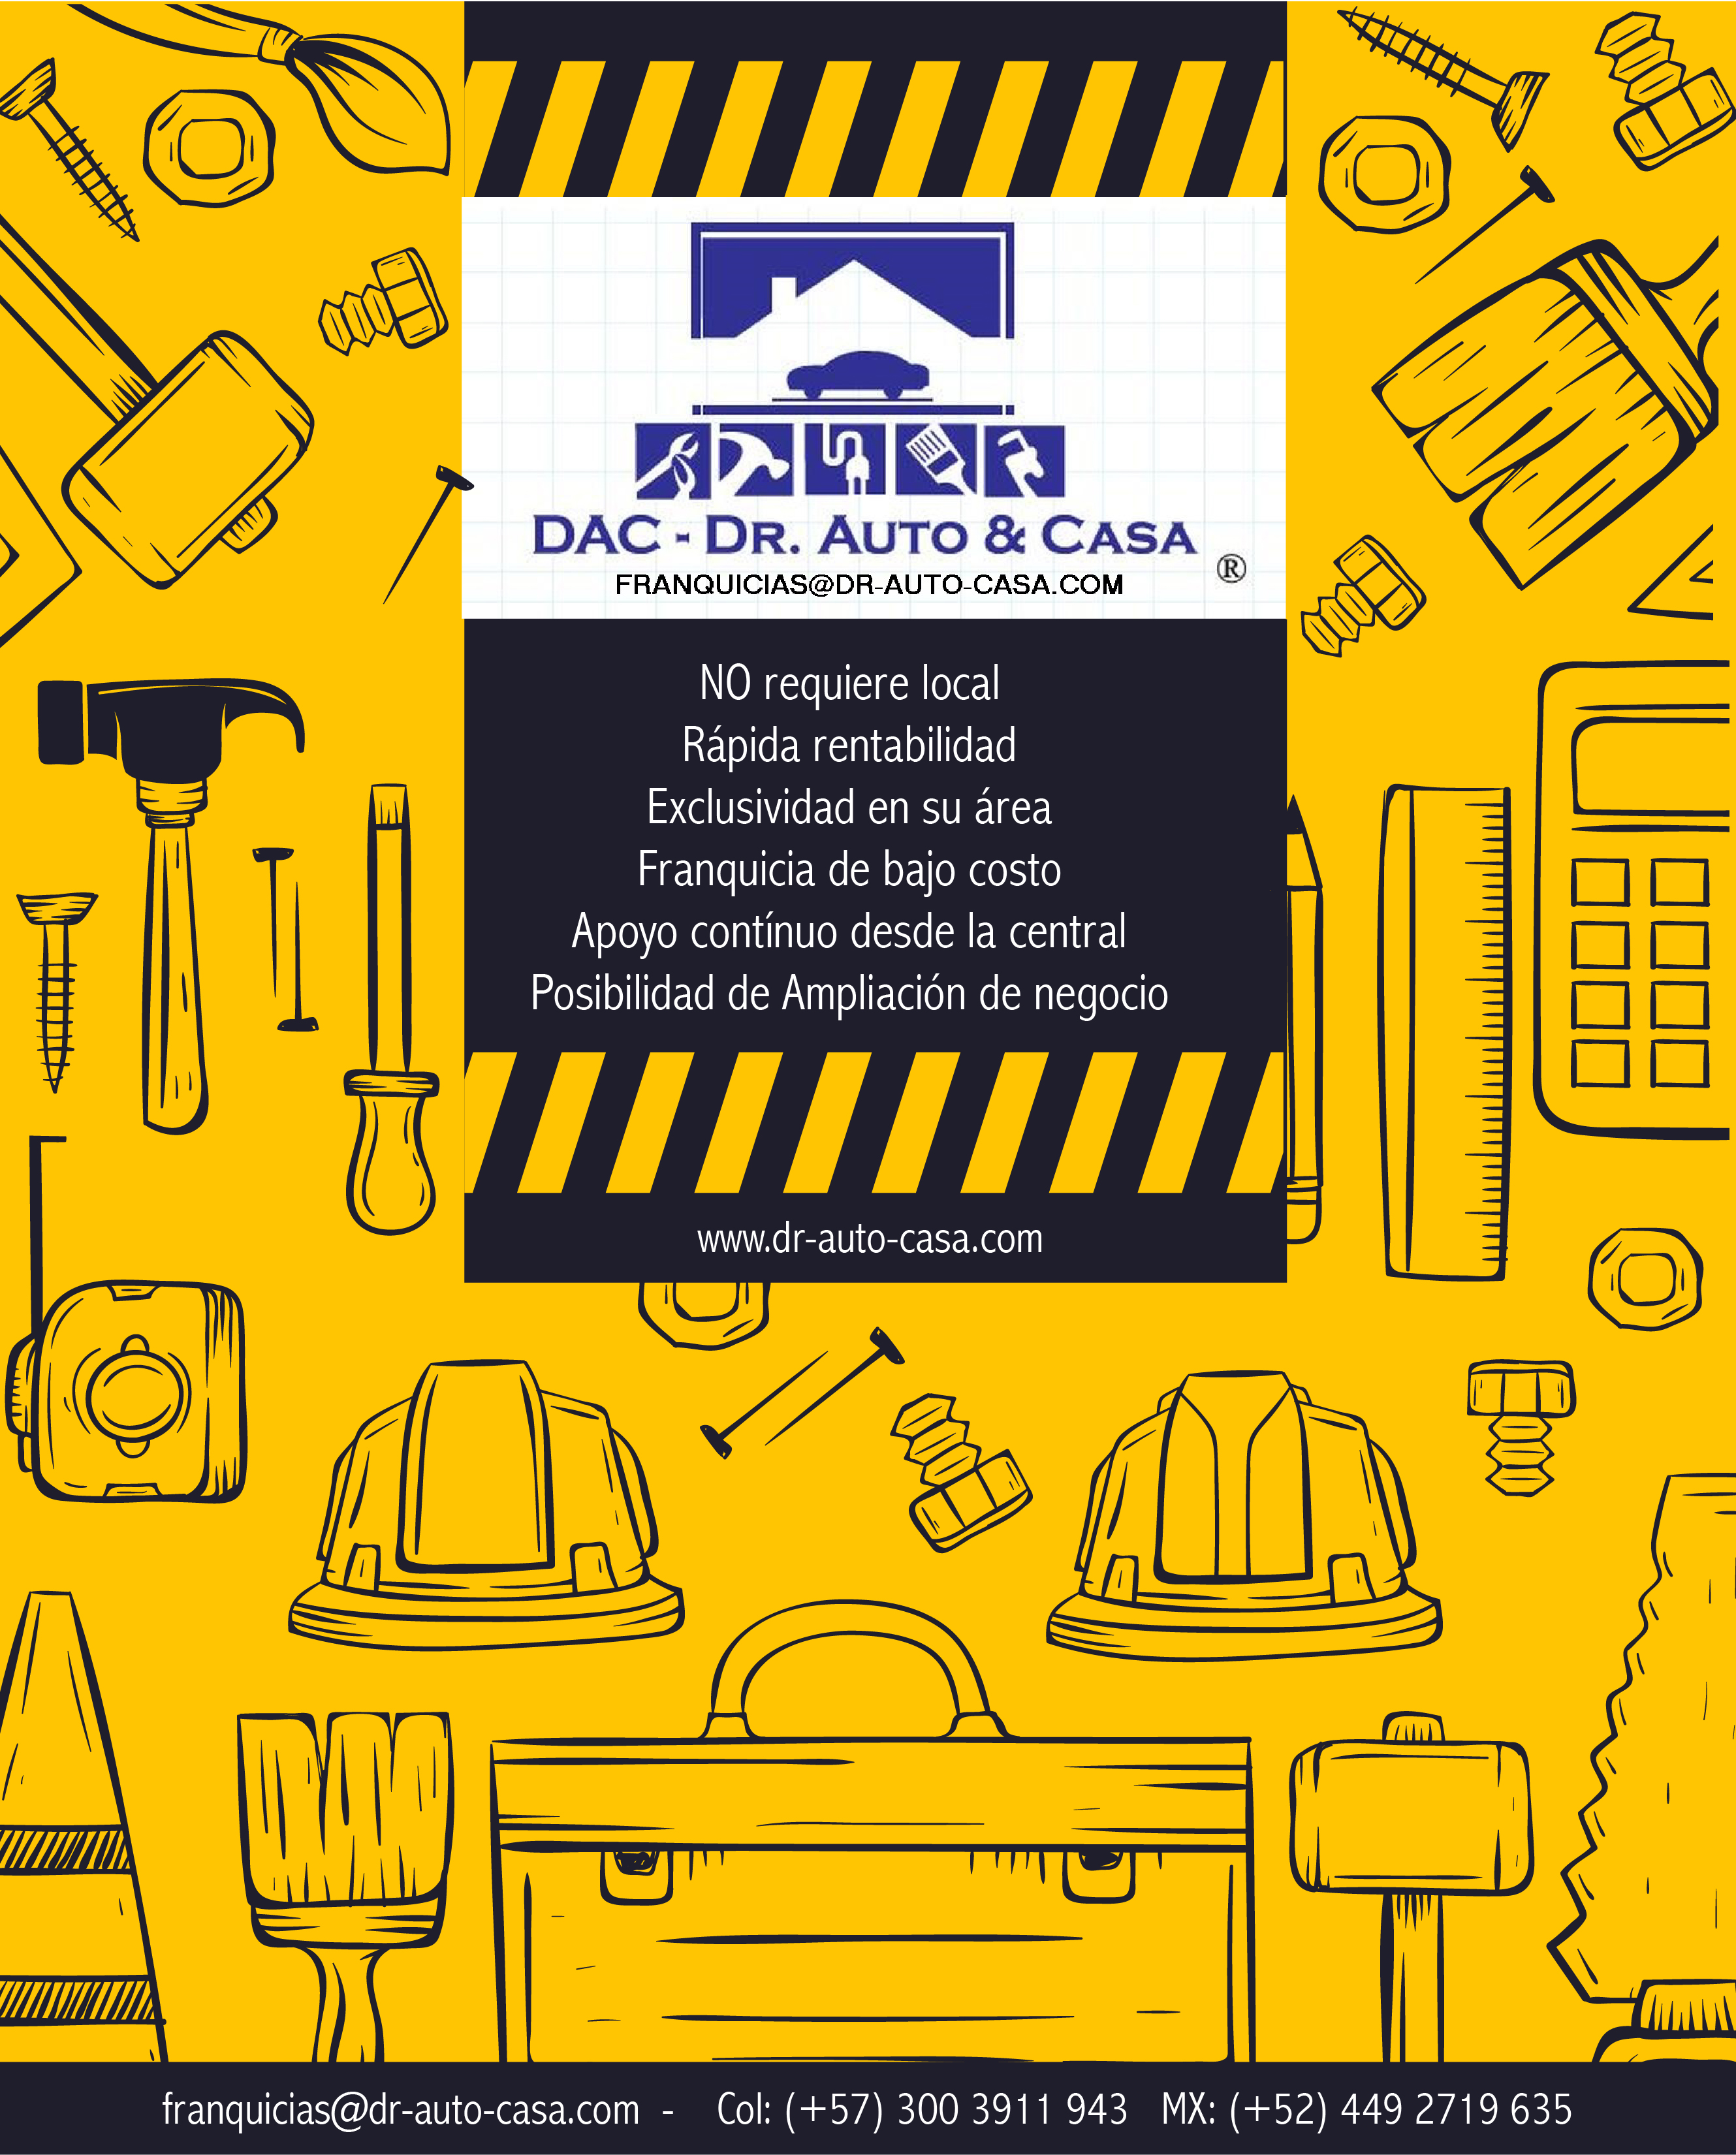 DAC - DR. AUTO & CASA
®
FRANQUICIAS@DR-AUTO-CASA.COM
NO requiere local
Rápida rentabilidad
Exclusividad en su área
Franquicia de bajo costo
Apoyo contínuo desde la central
Posibilidad de Ampliación de negocio
www.dr-auto-casa.com
franquicias@dr-auto-casa.com - Col: (+57) 300 3911 943 MX: (+52) 449 2719 635